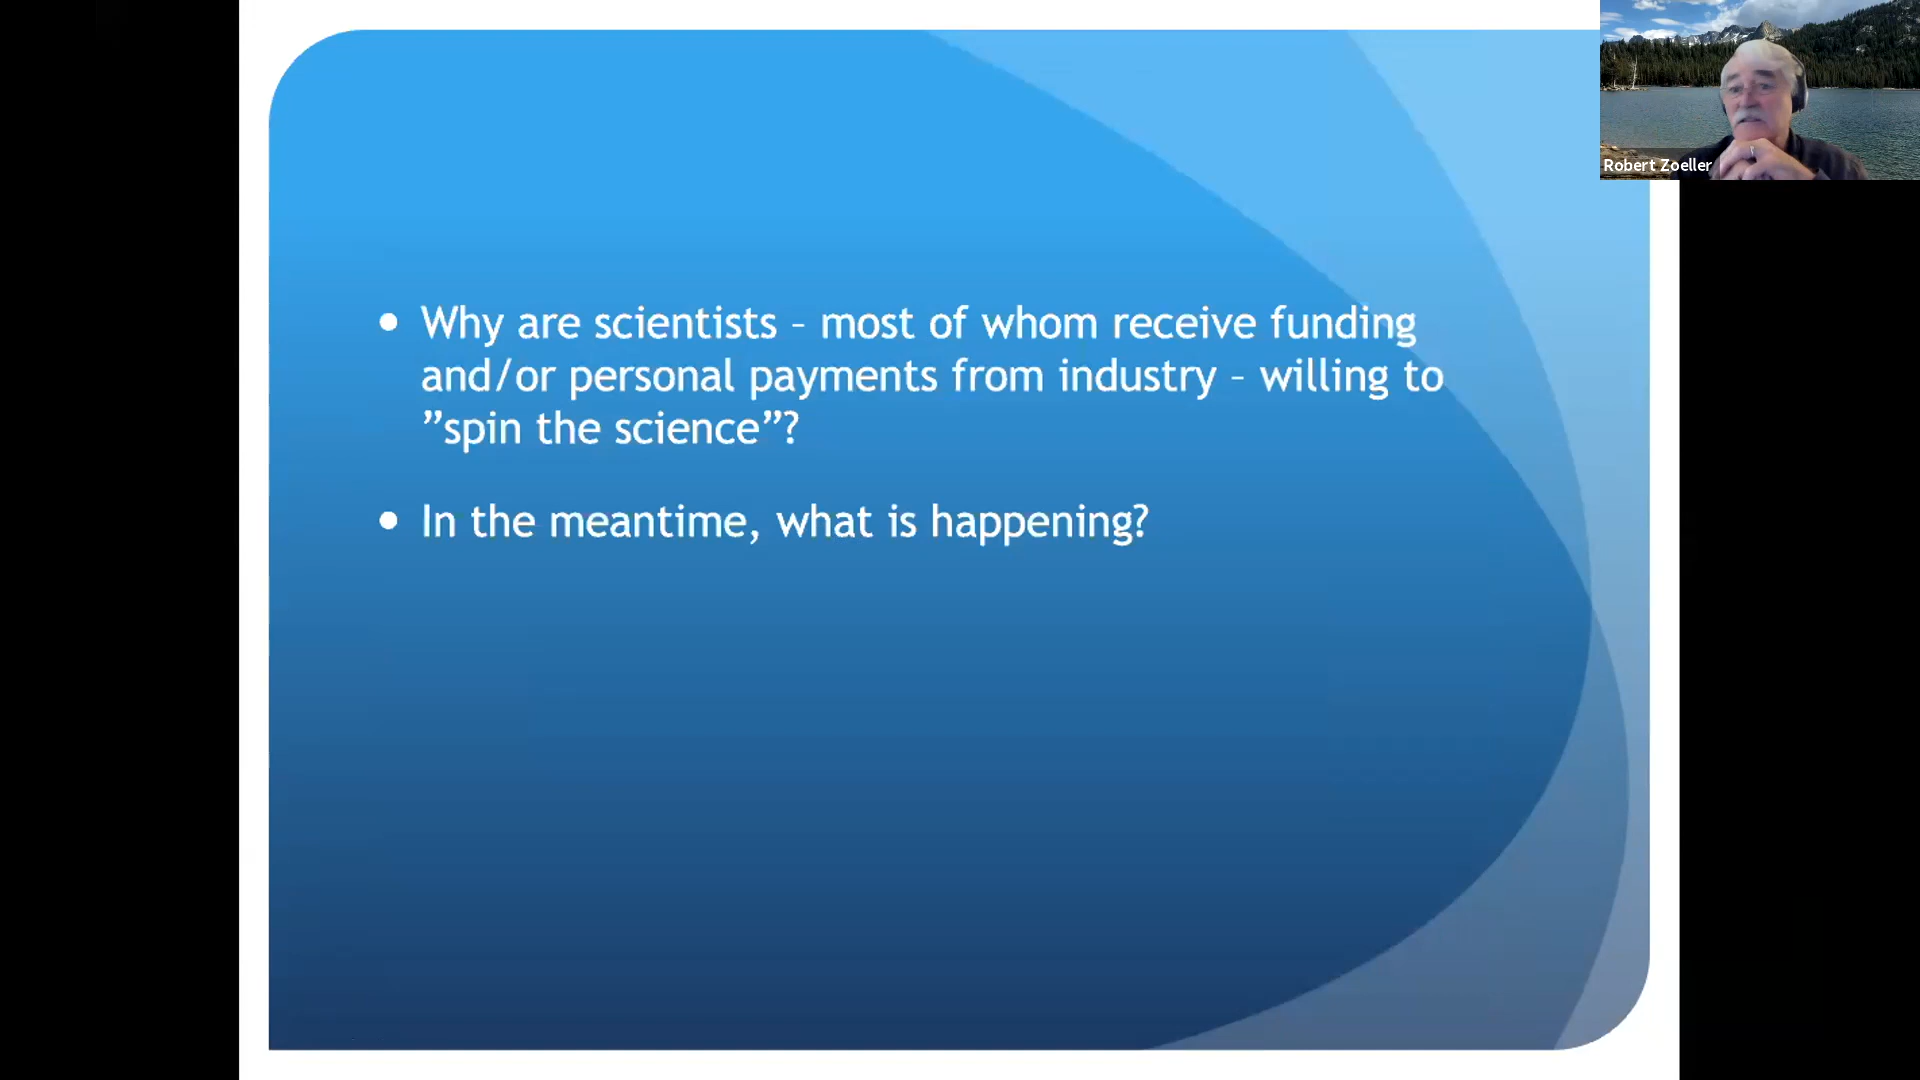 Robert Zoeller
• Why are scientists – most of whom receive funding
and/or personal payments from industry – willing to
”spin the science”?
• In the meantime, what is happening?